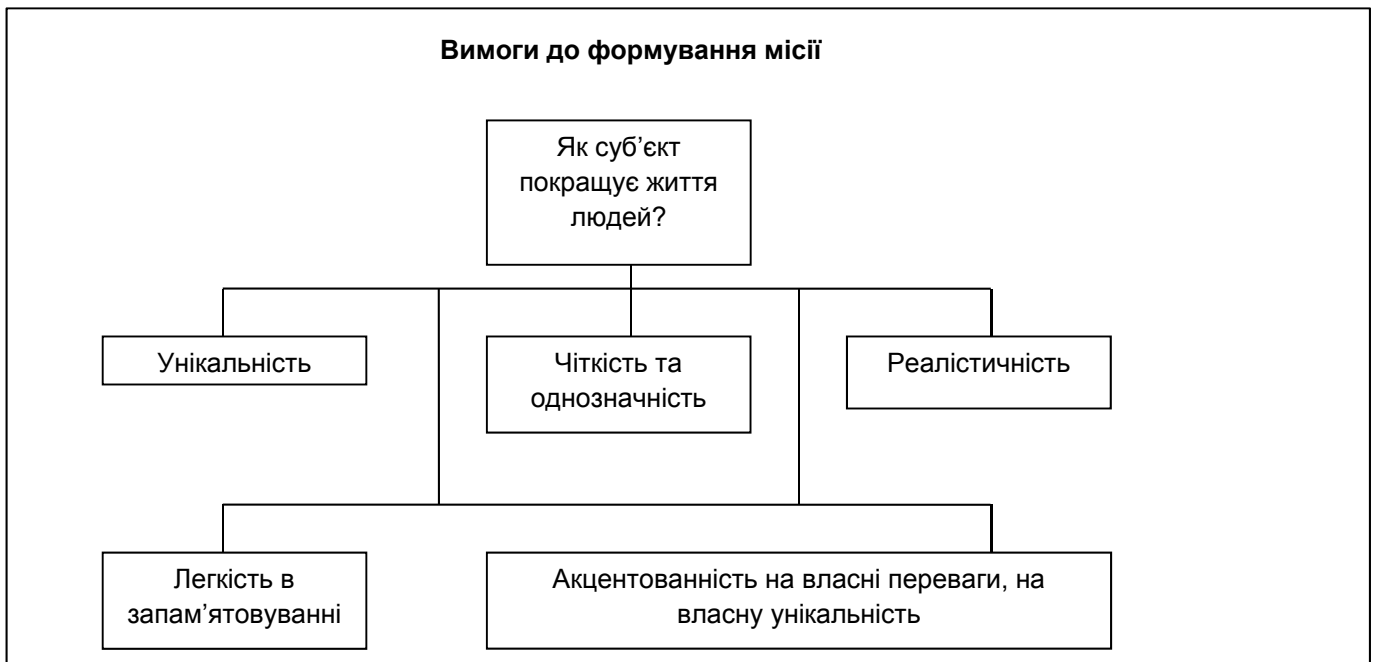 Вимоги до формування місії
Як суб’єкт
покращує життя
людей?
Унікальність
Чіткість та
однозначність
Реалістичність
Легкість в
запам’ятовуванні
Акцентованність на власні переваги, на
власну унікальність